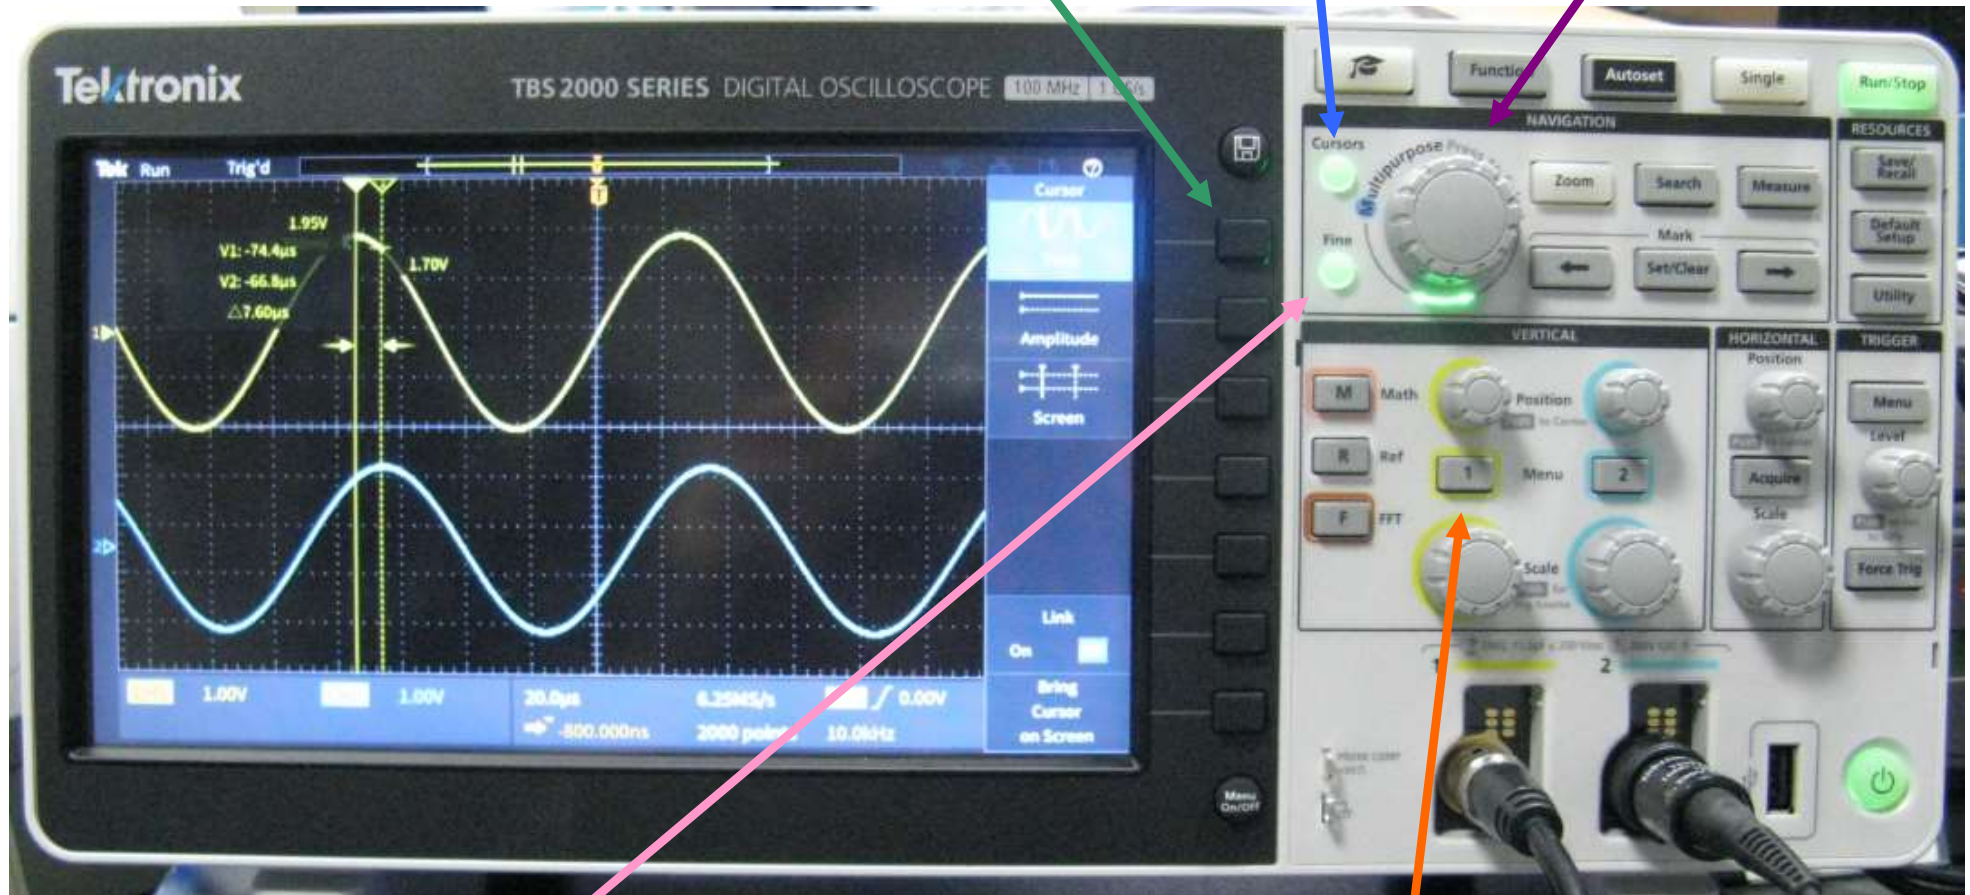 Tektronix
TBS 2000 SERIES DIGITAL OSCILLOSCOPE 100 MHz
Function
Autoset
Single
Run/Stop
NAVIGATION
RESOURCES
Cursors
Multipurpose
Zoom
Search
Measure
Save/
Recall
Fine
Mark
Set/Clear
Default
Setup
Utility
VERTICAL
HORIZONTAL
TRIGGER
M Math
Position
Position
Menu
R Ref
1 Menu 2
Acquire
Level
F FFT
Scale
Scale
Force Trig
1
2
Menu
On/Off
Tek Run Trig'd
1.95V
V1: -74.4µs
V2: -66.8µs
△7.60µs
1.70V
1
2
T
1.00V
1.00V
20.0µs
6.25MS/s
0.00V
-800.000ns
2000 points
10.0kHz
Cursor
Amplitude
Screen
Link
On
Bring
Cursor
on Screen